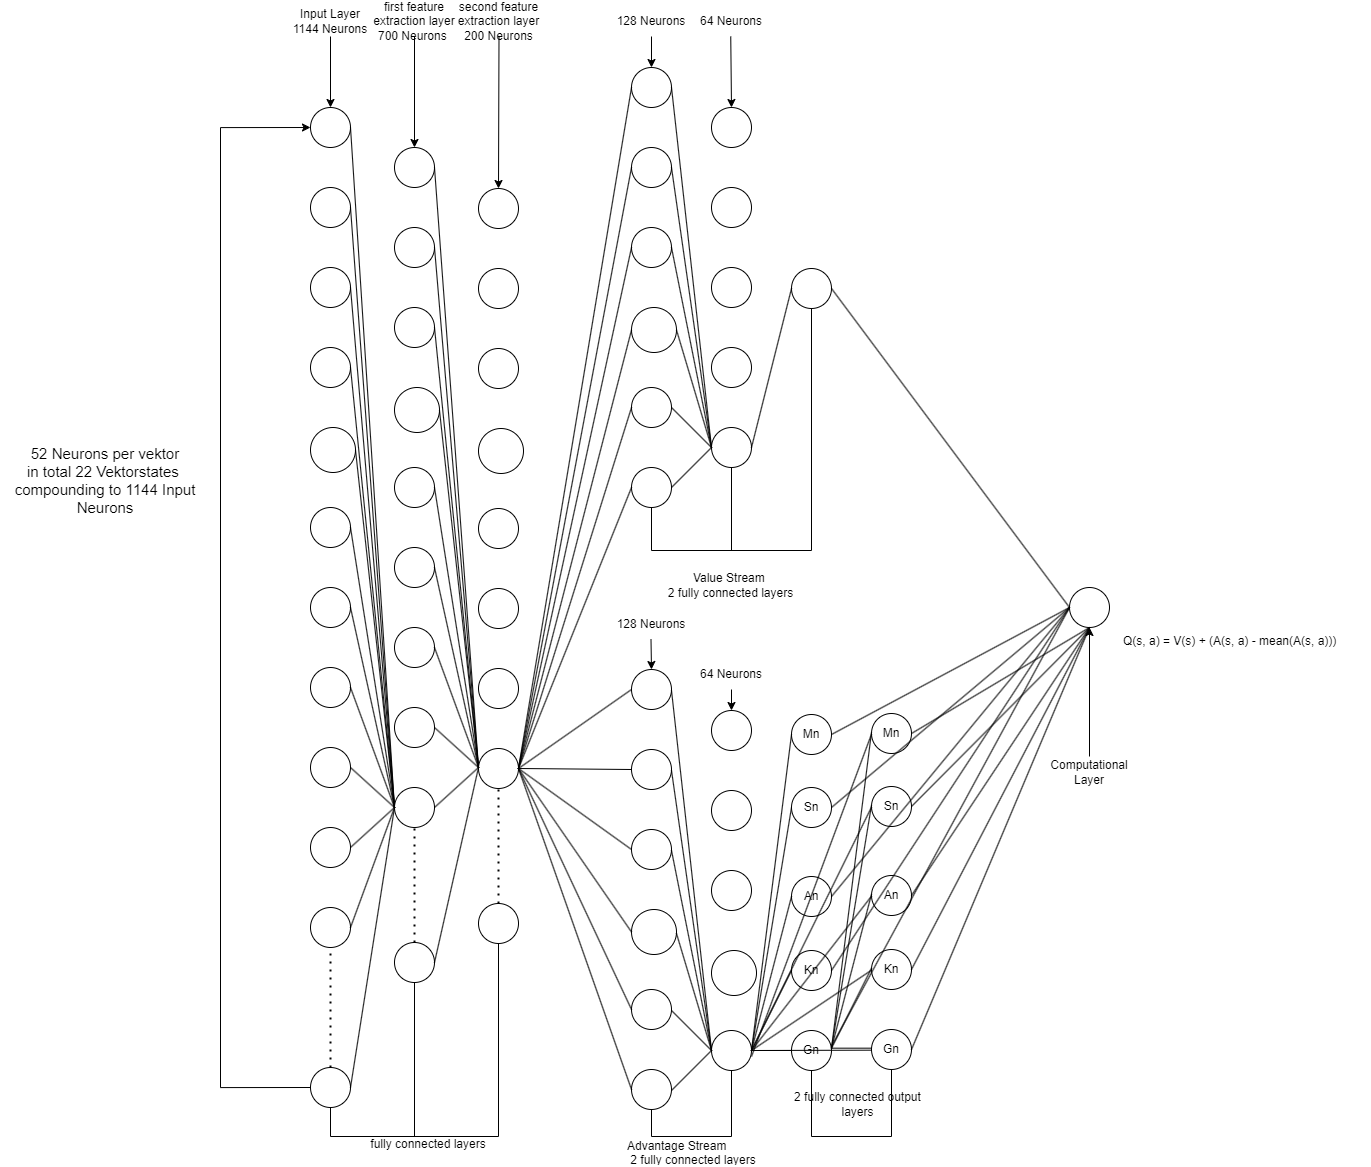 Input Layer
1144 Neurons
first feature
extraction layer
700 Neurons
second feature
extraction layer
200 Neurons
128 Neurons
64 Neurons
52 Neurons per vektor
in total 22 Vektorstates
compounding to 1144 Input
Neurons
Value Stream
2 fully connected layers
128 Neurons
64 Neurons
Q(s, a) = V(s) + (A(s, a) - mean(A(s, a)))
Computational
Layer
Mn
Mn
Sn
Sn
An
An
Kn
Kn
Gn
Gn
2 fully connected output
layers
fully connected layers
Advantage Stream
2 fully connected layers